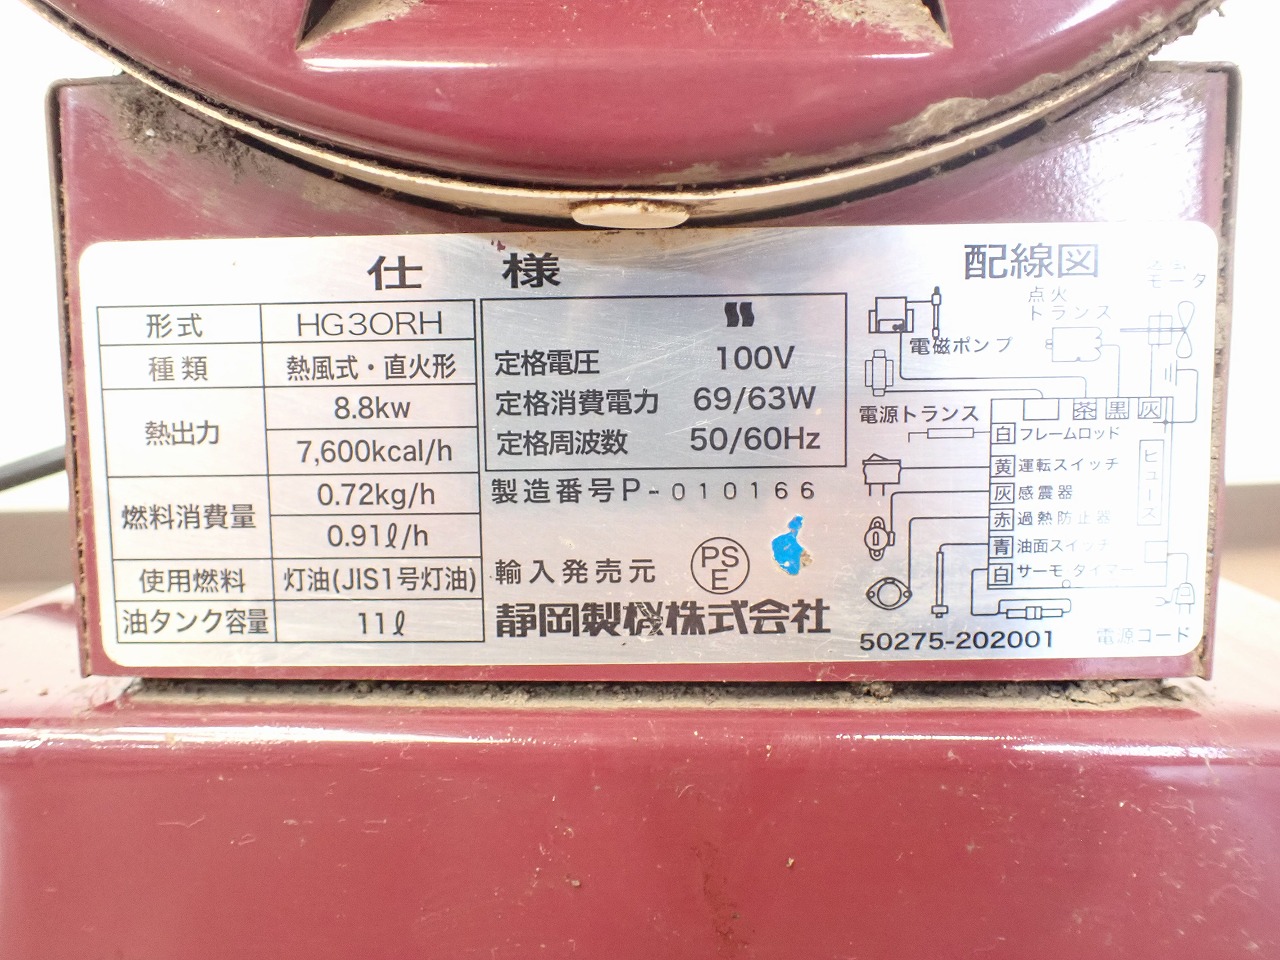 仕様
形式 HG30RH
種類 熱風式・直火形
熱出力 8.8kw
7,600kcal/h
燃料消費量 0.72kg/h
0.91ℓ/h
使用燃料 灯油(JIS1号灯油)
油タンク容量 11ℓ
定格電圧 100V
定格消費電力 69/63W
定格周波数 50/60Hz
製造番号P-010166
輸入発売元 PSE
静岡製機株式会社
配線図
モータ
点火
トランス
電磁ポンプ
電源トランス
茶 黒 灰
白 フレームロッド
黄 運転スイッチ
灰 感震器
赤 過熱防止器
青 油面スイッチ
白 サーモ タイマー
ヒューズ
50275-202001
電源コード